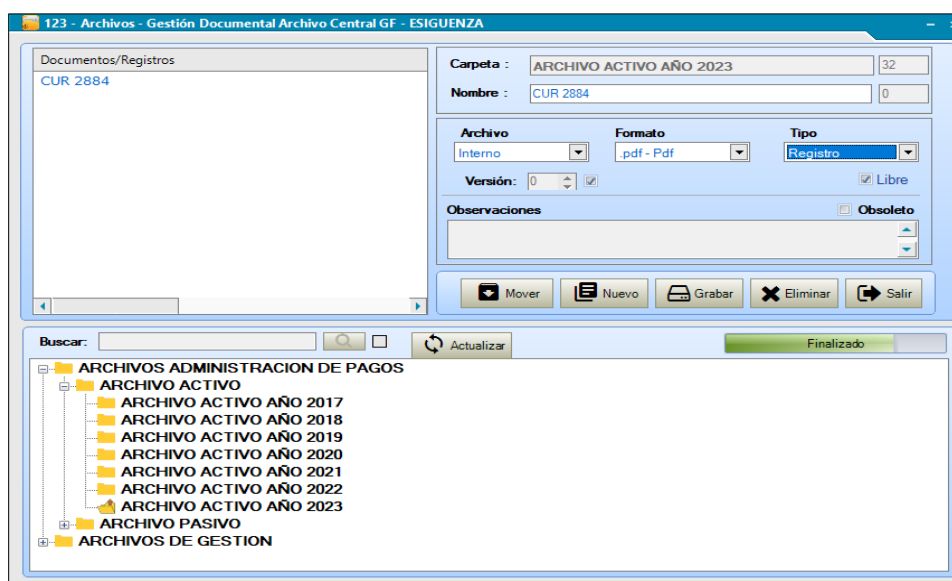 123 - Archivos - Gestión Documental Archivo Central GF - ESIGUENZA
Documentos/Registros
CUR 2884
Carpeta : ARCHIVO ACTIVO AÑO 2023 32
Nombre : CUR 2884 0
Archivo Formato Tipo
Interno .pdf - Pdf Registro
Versión: 0 Libre
Observaciones Obsoleto
Mover Nuevo Grabar Eliminar Salir
Buscar: Actualizar Finalizado
ARCHIVOS ADMINISTRACION DE PAGOS
ARCHIVO ACTIVO
ARCHIVO ACTIVO AÑO 2017
ARCHIVO ACTIVO AÑO 2018
ARCHIVO ACTIVO AÑO 2019
ARCHIVO ACTIVO AÑO 2020
ARCHIVO ACTIVO AÑO 2021
ARCHIVO ACTIVO AÑO 2022
ARCHIVO ACTIVO AÑO 2023
ARCHIVO PASIVO
ARCHIVOS DE GESTION